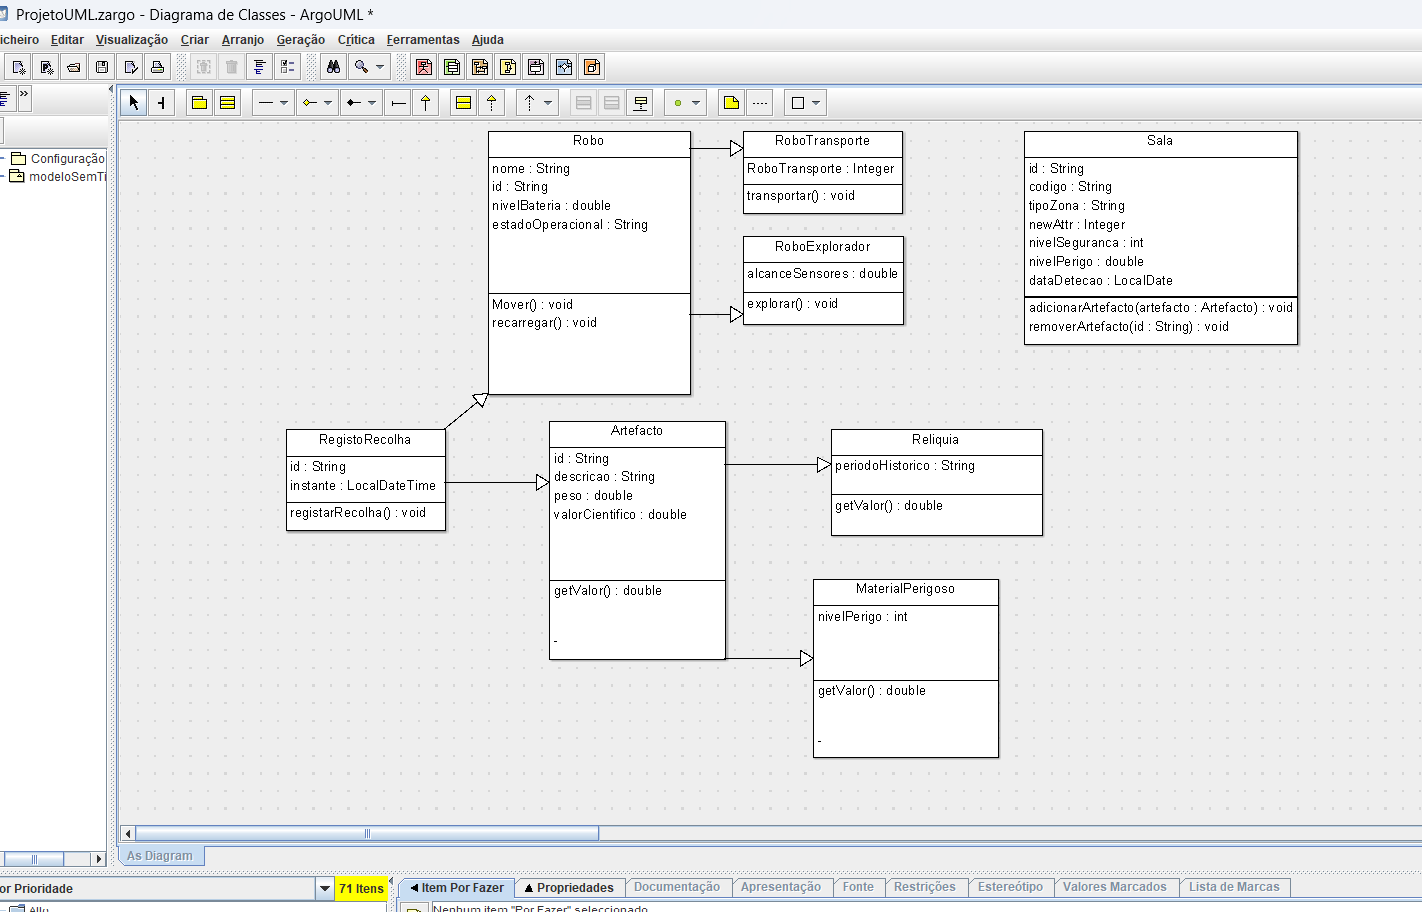 ProjetoUML.zargo - Diagrama de Classes - ArgoUML *
icheiro Editar Visualização Criar Arranjo Geração Crítica Ferramentas Ajuda
Configuração
modeloSemTi
Robo
nome : String
id : String
nivelBateria : double
estadoOperacional : String
Mover() : void
recarregar() : void
RoboTransporte
RoboTransporte : Integer
transportar() : void
RoboExplorador
alcanceSensores : double
explorar() : void
Sala
id : String
codigo : String
tipoZona : String
newAttr : Integer
nivelSeguranca : int
nivelPerigo : double
dataDetecao : LocalDate
adicionarArtefacto(artefacto : Artefacto) : void
removerArtefacto(id : String) : void
RegistoRecolha
id : String
instante : LocalDateTime
registarRecolha() : void
Artefacto
id : String
descricao : String
peso : double
valorCientifico : double
getValor() : double
-
Reliquia
periodoHistorico : String
getValor() : double
MaterialPerigoso
nivelPerigo : int
getValor() : double
-
As Diagram
or Prioridade
71 Itens
Item Por Fazer
Propriedades
Documentação
Apresentação
Fonte
Restrições
Estereótipo
Valores Marcados
Lista de Marcas
Nenhum item "Por Fazer" seleccionado